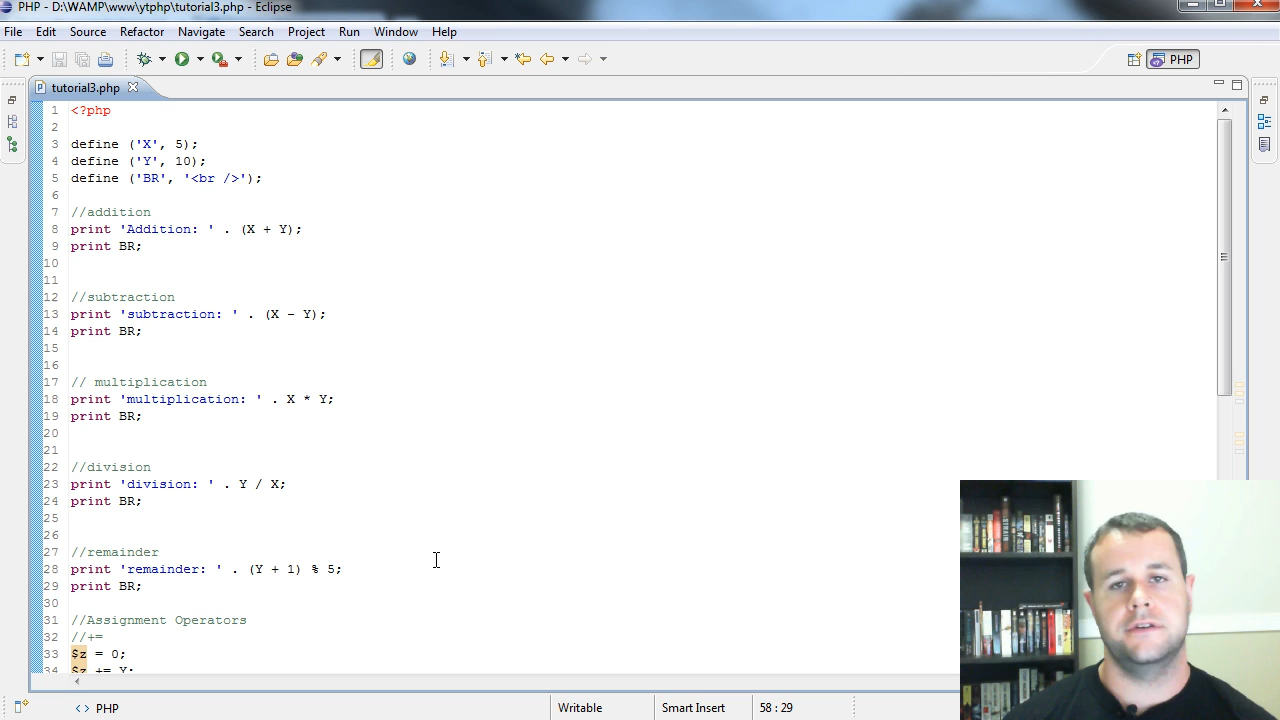 PHP - D:\WAMP\www\ytphp\tutorial3.php - Eclipse
File Edit Source Refactor Navigate Search Project Run Window Help
PHP
tutorial3.php
1 <?php
2
3 define ('X', 5);
4 define ('Y', 10);
5 define ('BR', '<br />');
6
7 //addition
8 print 'Addition: ' . (X + Y);
9 print BR;
10
11
12 //subtraction
13 print 'subtraction: ' . (X - Y);
14 print BR;
15
16
17 // multiplication
18 print 'multiplication: ' . X * Y;
19 print BR;
20
21
22 //division
23 print 'division: ' . Y / X;
24 print BR;
25
26
27 //remainder
28 print 'remainder: ' . (Y + 1) % 5;
29 print BR;
30
31 //Assignment Operators
32 //+=
33 $z = 0;
34 $z += Y;
<> PHP Writable Smart Insert 58 : 29